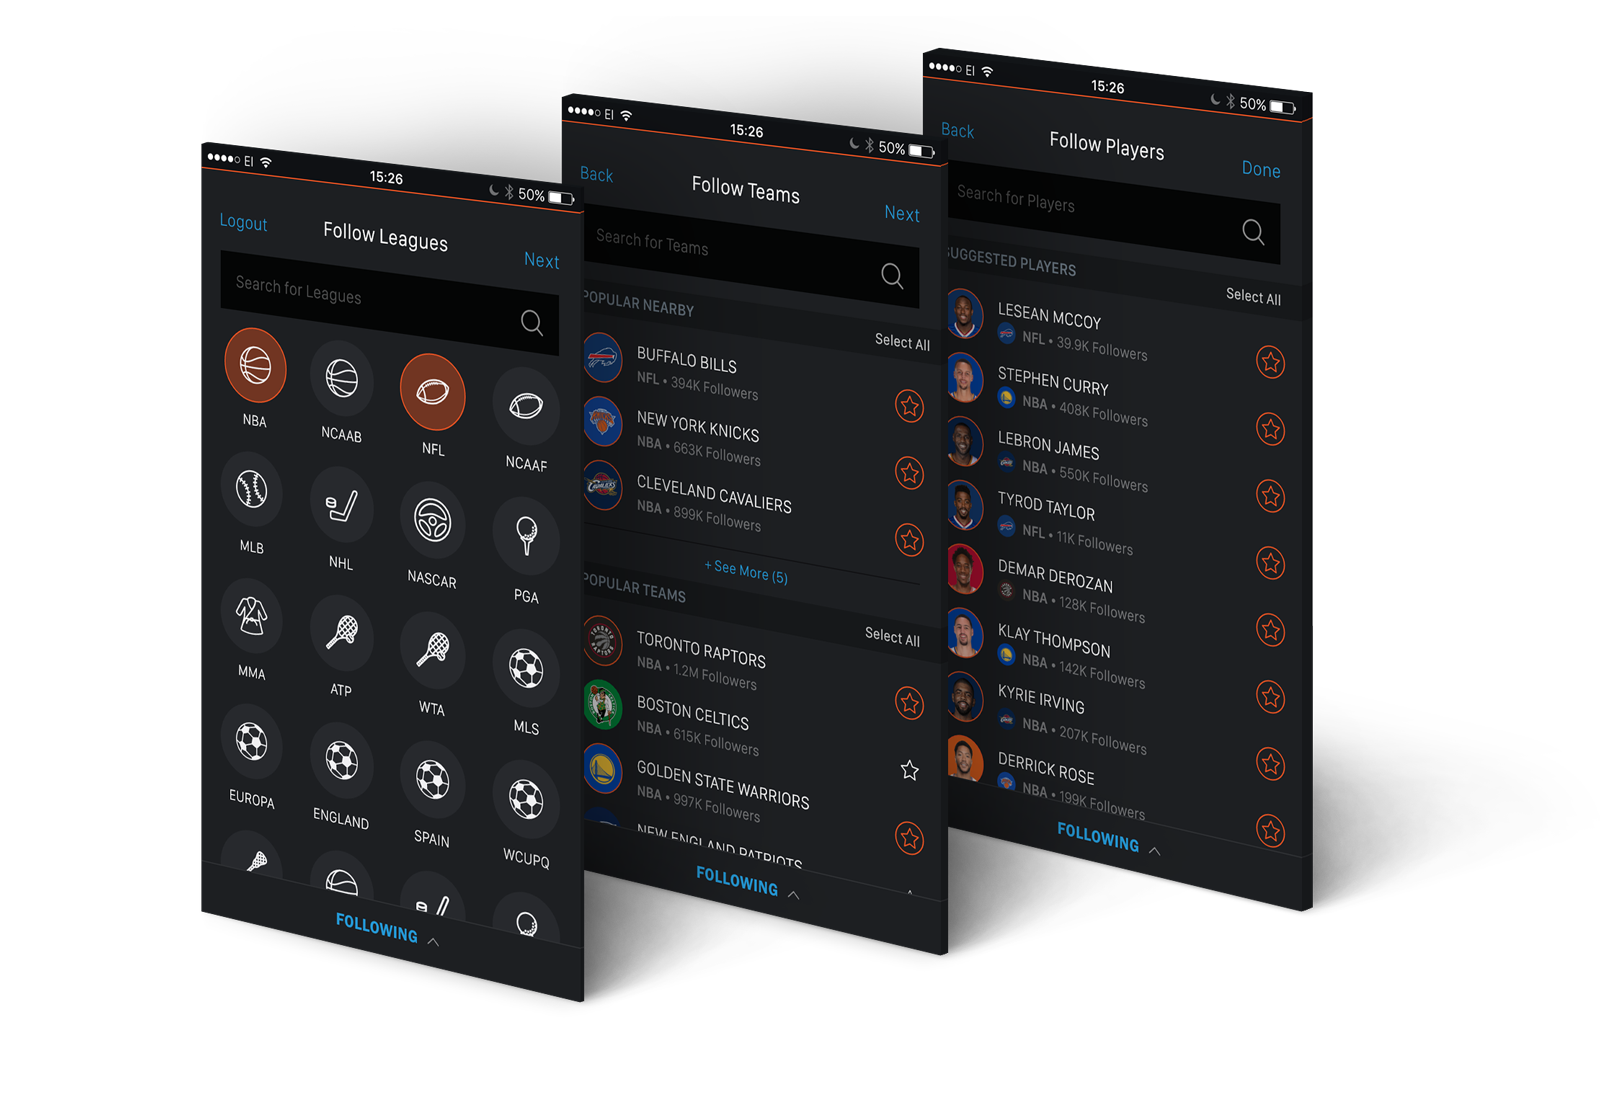 EI
15:26
50%
Logout
Follow Leagues
Next
Search for Leagues
NBA
NCAAB
NFL
NCAAF
MLB
NHL
NASCAR
PGA
MMA
ATP
WTA
MLS
EUROPA
ENGLAND
SPAIN
WCUPQ
FOLLOWING
EI
15:26
50%
Back
Follow Teams
Next
Search for Teams
POPULAR NEARBY
Select All
BUFFALO BILLS
NFL • 394K Followers
NEW YORK KNICKS
NBA • 663K Followers
CLEVELAND CAVALIERS
NBA • 899K Followers
+ See More (5)
POPULAR TEAMS
Select All
TORONTO RAPTORS
NBA • 1.2M Followers
BOSTON CELTICS
NBA • 615K Followers
GOLDEN STATE WARRIORS
NBA • 997K Followers
NEW ENGLAND PATRIOTS
FOLLOWING
EI
15:26
50%
Back
Follow Players
Done
Search for Players
SUGGESTED PLAYERS
Select All
LESEAN MCCOY
NFL • 39.9K Followers
STEPHEN CURRY
NBA • 408K Followers
LEBRON JAMES
NBA • 550K Followers
TYROD TAYLOR
NFL • 11K Followers
DEMAR DEROZAN
NBA • 128K Followers
KLAY THOMPSON
NBA • 142K Followers
KYRIE IRVING
NBA • 207K Followers
DERRICK ROSE
NBA • 199K Followers
FOLLOWING